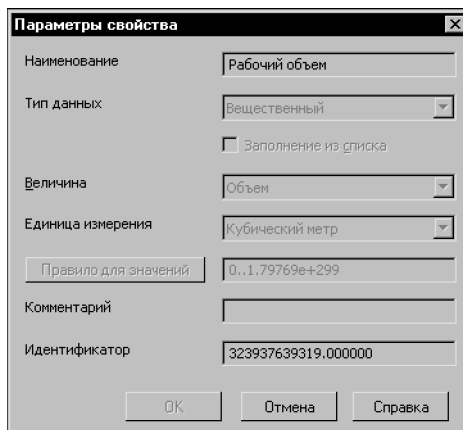 Параметры свойства
Наименование Рабочий объем
Тип данных Вещественный
Заполнение из списка
Величина Объем
Единица измерения Кубический метр
Правило для значений 0..1.79769e+299
Комментарий
Идентификатор 323937639319.000000
OK Отмена Справка